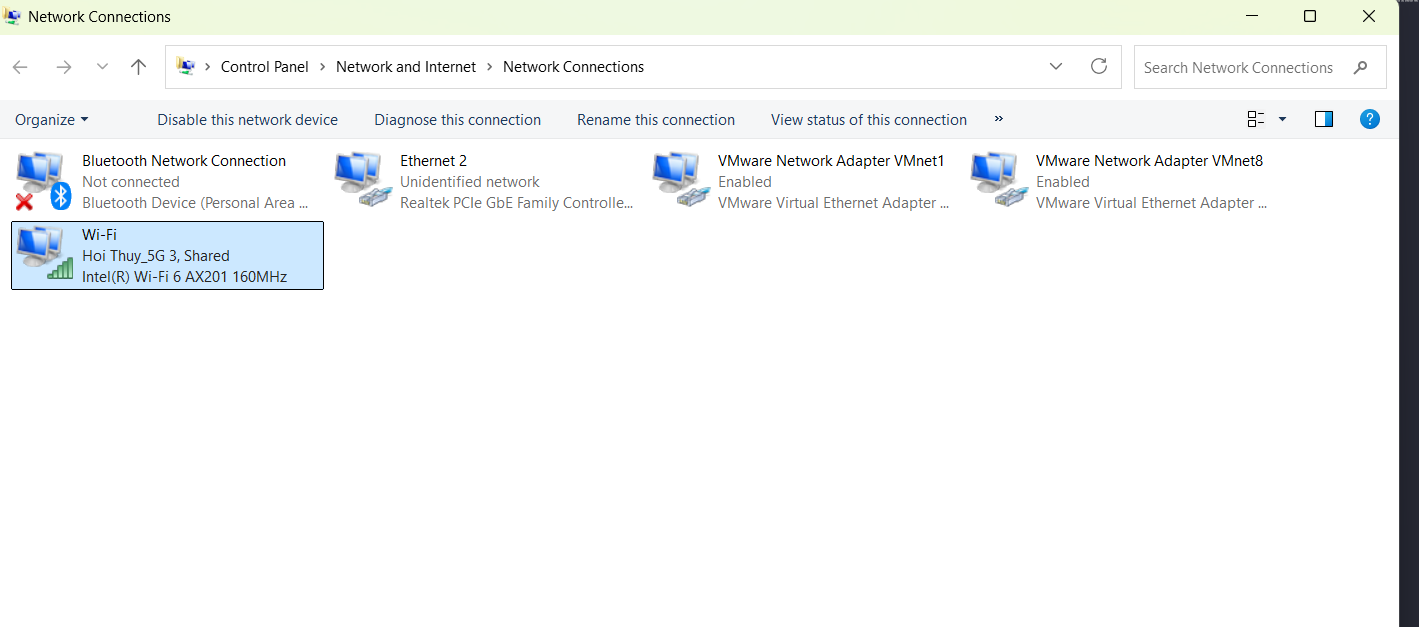 Network Connections
Control Panel > Network and Internet > Network Connections
Search Network Connections
Organize Disable this network device Diagnose this connection Rename this connection View status of this connection » ?
Bluetooth Network Connection
Not connected
Bluetooth Device (Personal Area ...
Ethernet 2
Unidentified network
Realtek PCIe GbE Family Controlle...
VMware Network Adapter VMnet1
Enabled
VMware Virtual Ethernet Adapter ...
VMware Network Adapter VMnet8
Enabled
VMware Virtual Ethernet Adapter ...
Wi-Fi
Hoi Thuy_5G 3, Shared
Intel(R) Wi-Fi 6 AX201 160MHz